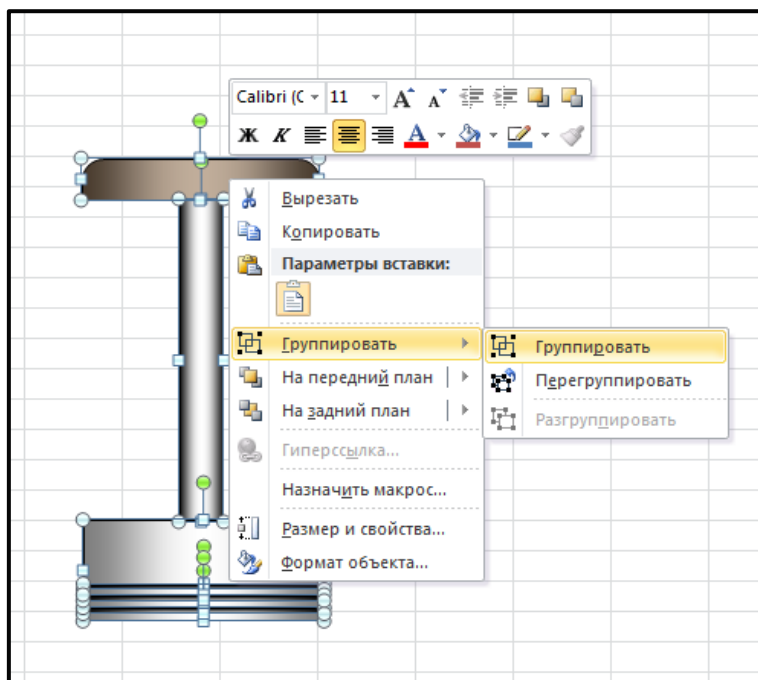 Calibri (С 11 А А
Ж К А
Вырезать
Копировать
Параметры вставки:
Группировать
Группировать
На передний план
Перегруппировать
На задний план
Разгруппировать
Гиперссылка...
Назначить макрос...
Размер и свойства...
Формат объекта...